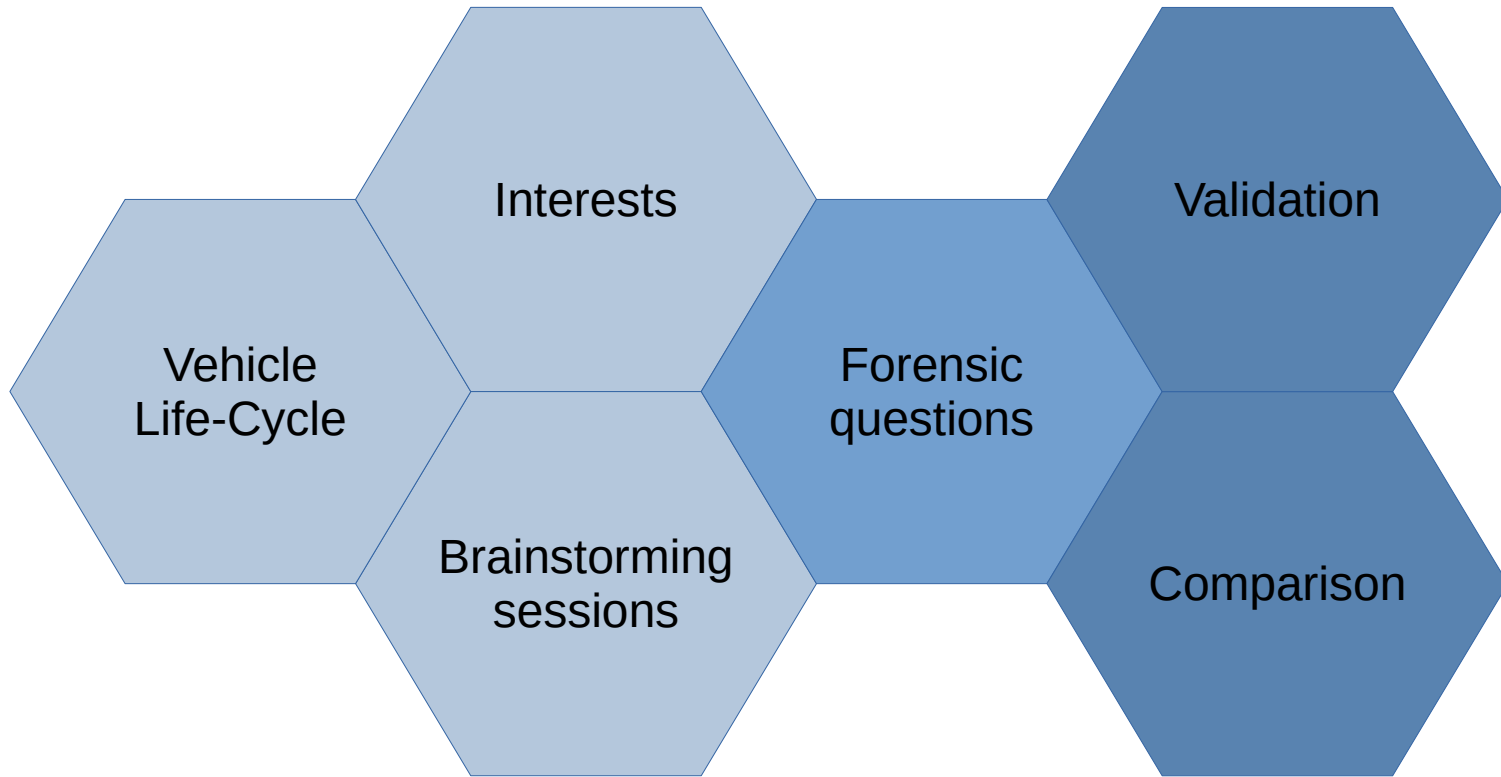 Interests
Validation
Vehicle
Life-Cycle
Forensic
questions
Brainstorming
sessions
Comparison